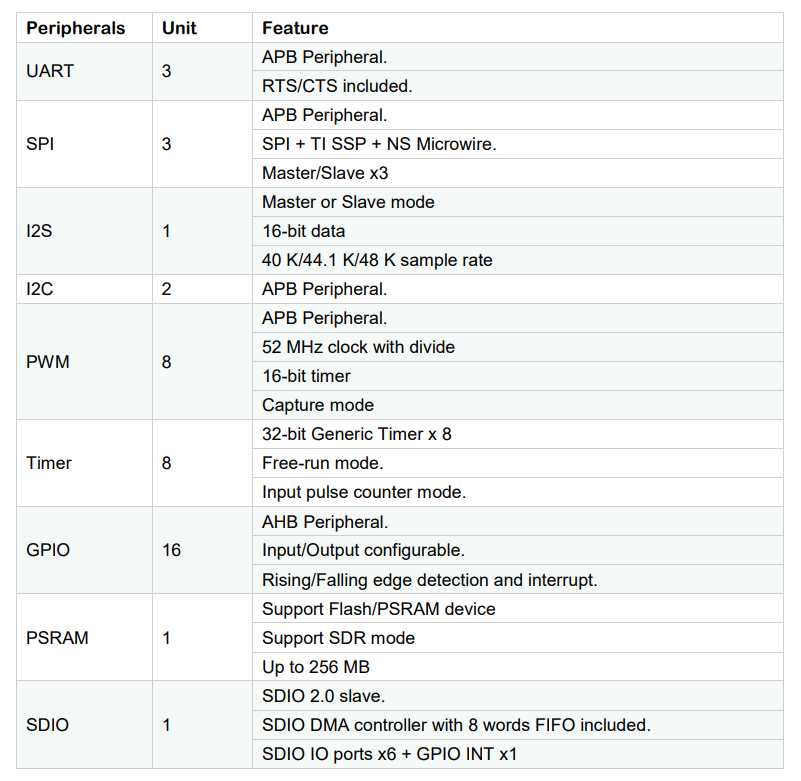 Peripherals Unit Feature
UART 3 APB Peripheral.
RTS/CTS included.
SPI 3 APB Peripheral.
SPI + TI SSP + NS Microwire.
Master/Slave x3
I2S 1 Master or Slave mode
16-bit data
40 K/44.1 K/48 K sample rate
I2C 2 APB Peripheral.
PWM 8 APB Peripheral.
52 MHz clock with divide
16-bit timer
Capture mode
Timer 8 32-bit Generic Timer x 8
Free-run mode.
Input pulse counter mode.
GPIO 16 AHB Peripheral.
Input/Output configurable.
Rising/Falling edge detection and interrupt.
PSRAM 1 Support Flash/PSRAM device
Support SDR mode
Up to 256 MB
SDIO 1 SDIO 2.0 slave.
SDIO DMA controller with 8 words FIFO included.
SDIO IO ports x6 + GPIO INT x1